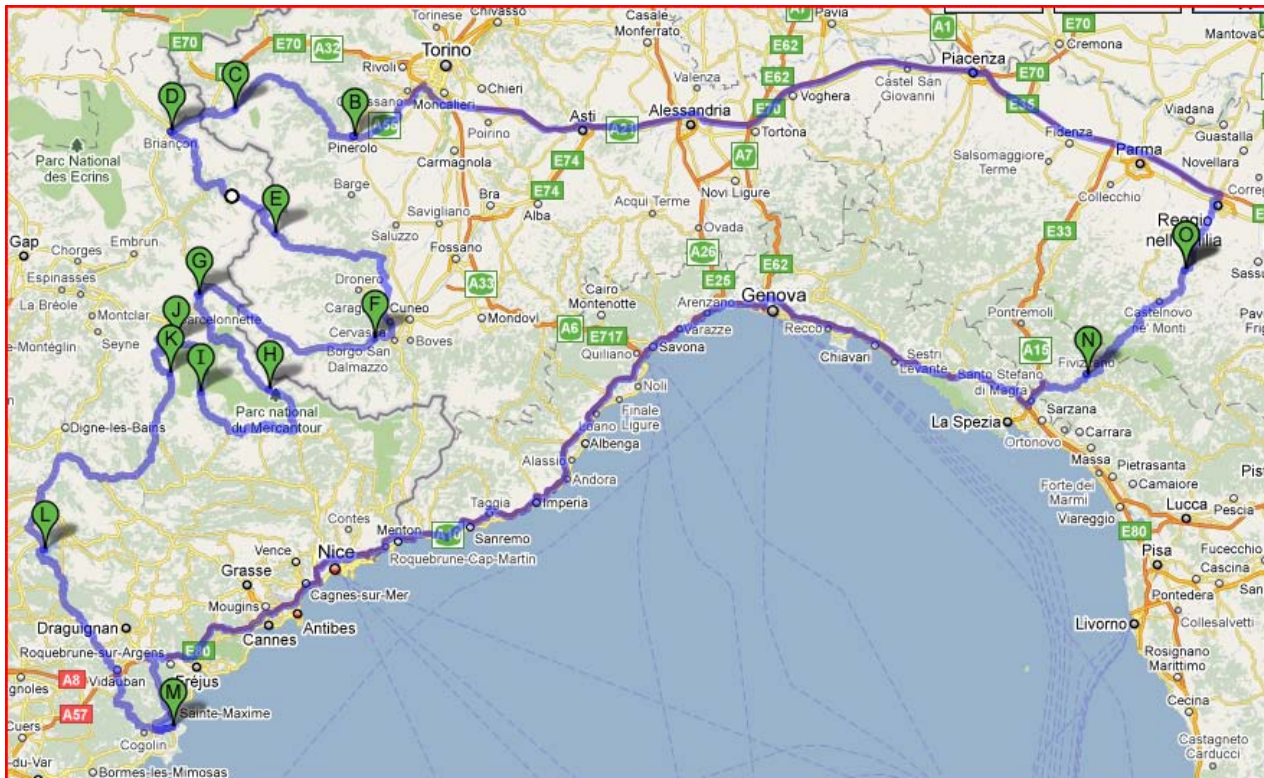 Torinese
Chivasso
Casale
Monferrato
Pavia
A7
A1
Cremona
Mantova
E70
E70
A32
E62
Torino
Rivoli
Chieri
Valenza
E62
Castel San
Giovanni
Piacenza
E70
C
D
B
Moncalieri
Asti
Alessandria
E70
Voghera
E35
Viadana
Guastalla
Briançon
Pinerolo
A55
Poirino
A21
Tortona
Fidenza
Parc National
des Ecrins
Carmagnola
E74
A7
Salsomaggiore
Terme
Parma
Novellara
Barge
Bra
E74
Alba
Acqui Terme
Novi Ligure
Collecchio
E
Savigliano
Ovada
E33
Reggio
nell'Emilia
O
Gap
Chorges
Embrun
Saluzzo
Fossano
A26
Espinasses
G
Dronero
A33
Cairo
Montenotte
E25
E62
La Bréole
Montclar
J
Barcelonnette
F
Cuneo
Mondovì
A6
E717
Arenzano
Genova
Pontremoli
Castelnovo
ne' Monti
Seyne
K
Cervasca
Boves
Varazze
Recco
I
H
Borgo San
Dalmazzo
Quiliano
Savona
Chiavari
A15
N
Fivizzano
Parc national
du Mercantour
Noli
Sestri
Levante
Santo Stefano
di Magra
Digne-les-Bains
Finale
Ligure
La Spezia
Sarzana
Loano
Albenga
Ortonovo
Carrara
Alassio
Massa
Pietrasanta
Andora
Forte dei
Marmi
Camaiore
L
Taggia
Imperia
Viareggio
Lucca
Pescia
Contes
Menton
A10
Sanremo
E80
Vence
Nice
Roquebrune-Cap-Martin
Pisa
Fucecchio
Grasse
Cascina
Cagnes-sur-Mer
Pontedera
Mougins
Antibes
Collesalvetti
Draguignan
Cannes
Livorno
Roquebrune-sur-Argens
E80
Rosignano
Marittimo
A8
Vidauban
Fréjus
M
Sainte-Maxime
Cecina
A57
Cuers
Cogolin
Castagneto
Carducci
-du-Var
Bormes-les-Mimosas